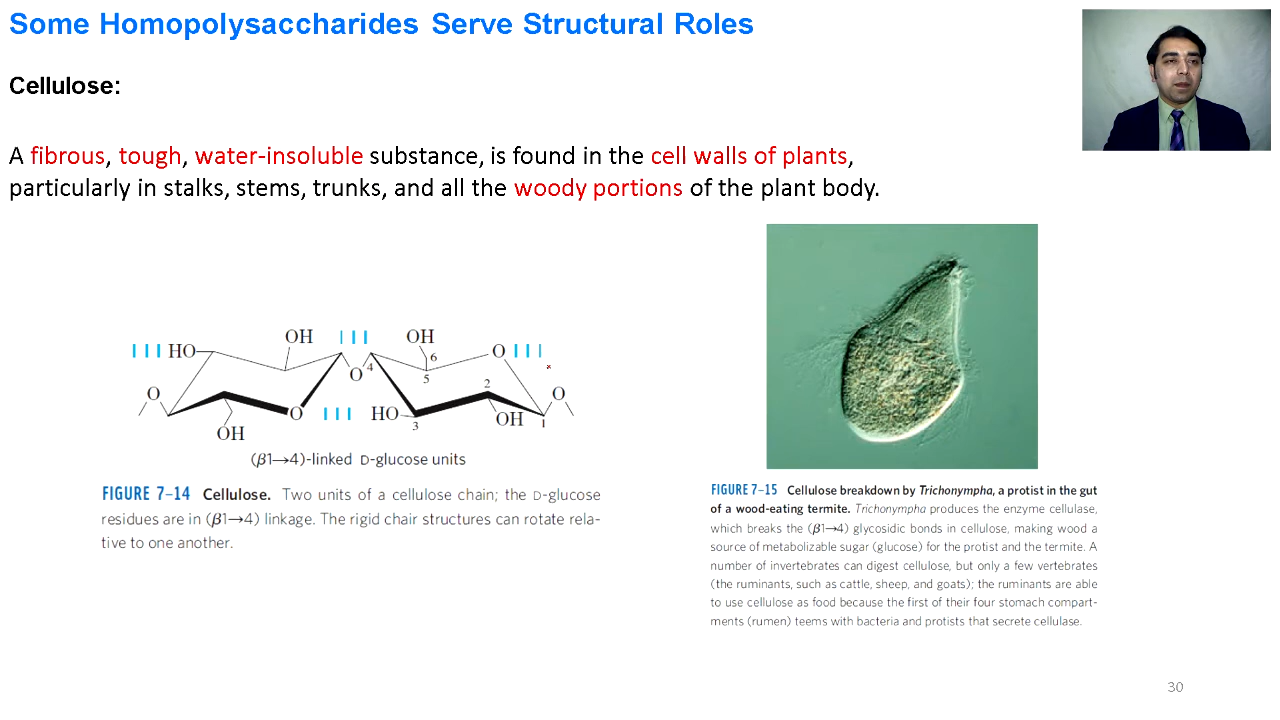 Some Homopolysaccharides Serve Structural Roles
Cellulose:
A fibrous, tough, water-insoluble substance, is found in the cell walls of plants,
particularly in stalks, stems, trunks, and all the woody portions of the plant body.
OH OH
HO O
6
O 4 5 2
O O
O HO OH
3 1
OH
(β1→4)-linked D-glucose units
FIGURE 7–14 Cellulose. Two units of a cellulose chain; the D-glucose
residues are in (β1→4) linkage. The rigid chair structures can rotate rela-
tive to one another.
FIGURE 7–15 Cellulose breakdown by Trichonympha, a protist in the gut
of a wood-eating termite. Trichonympha produces the enzyme cellulase,
which breaks the (β1→4) glycosidic bonds in cellulose, making wood a
source of metabolizable sugar (glucose) for the protist and the termite. A
number of invertebrates can digest cellulose, but only a few vertebrates
(the ruminants, such as cattle, sheep, and goats); the ruminants are able
to use cellulose as food because the first of their four stomach compart-
ments (rumen) teems with bacteria and protists that secrete cellulase.
30